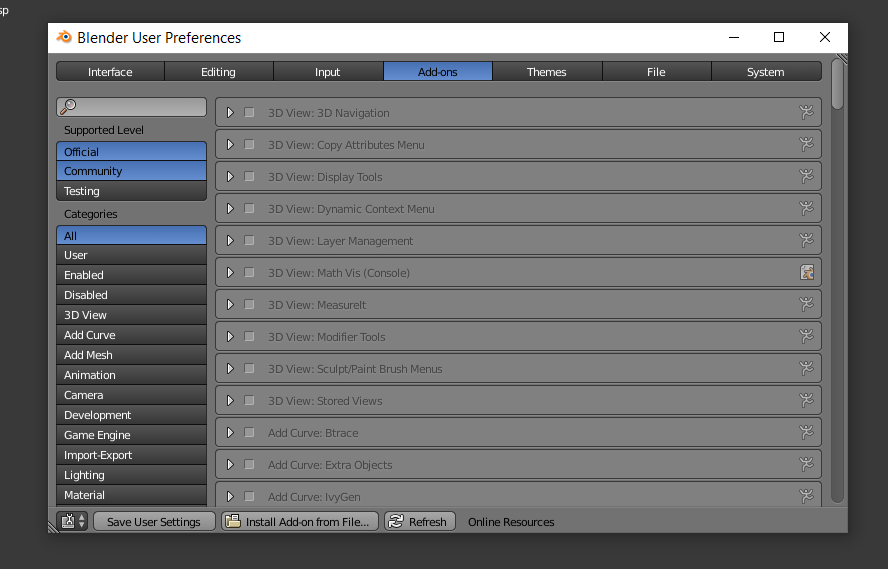 sp
Blender User Preferences
Interface Editing Input Add-ons Themes File System
Supported Level
Official
Community
Testing
Categories
All
User
Enabled
Disabled
3D View
Add Curve
Add Mesh
Animation
Camera
Development
Game Engine
Import-Export
Lighting
Material
3D View: 3D Navigation
3D View: Copy Attributes Menu
3D View: Display Tools
3D View: Dynamic Context Menu
3D View: Layer Management
3D View: Math Vis (Console)
3D View: MeasureIt
3D View: Modifier Tools
3D View: Sculpt/Paint Brush Menus
3D View: Stored Views
Add Curve: Btrace
Add Curve: Extra Objects
Add Curve: IvyGen
Save User Settings Install Add-on from File... Refresh Online Resources